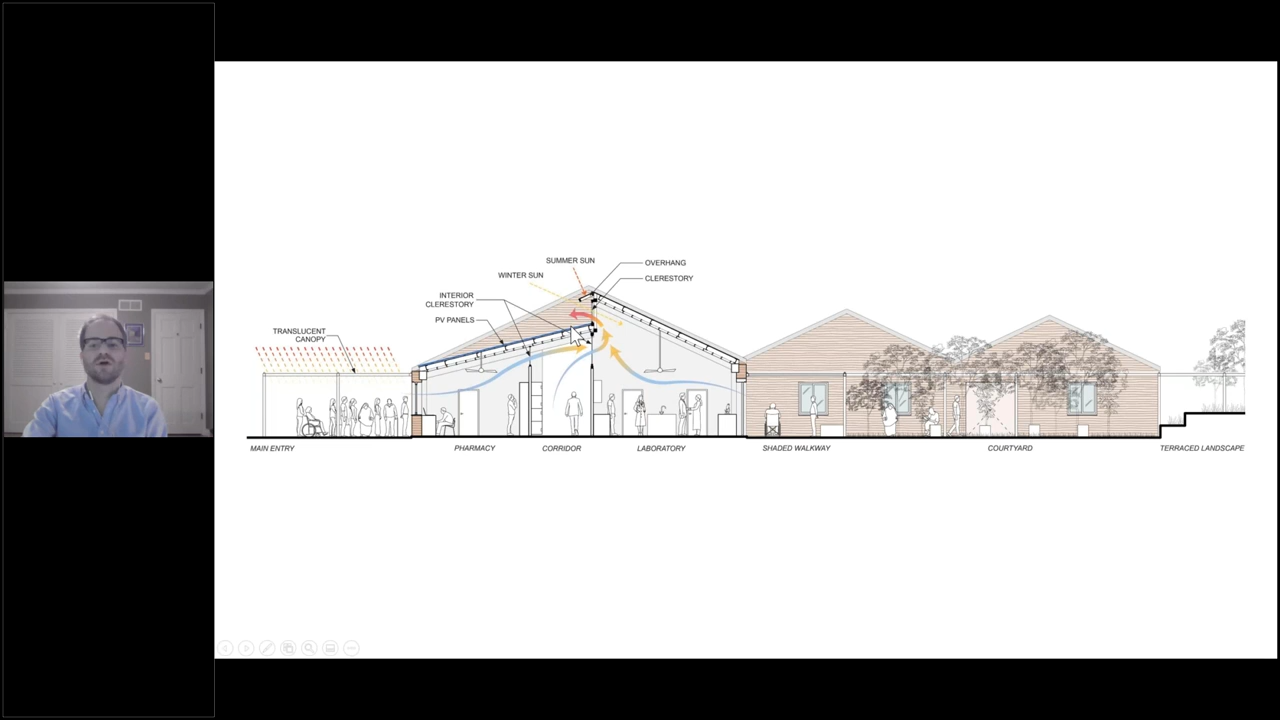 SUMMER SUN
OVERHANG
WINTER SUN
CLERESTORY
INTERIOR
CLERESTORY
PV PANELS
TRANSLUCENT
CANOPY
MAIN ENTRY
PHARMACY
CORRIDOR
LABORATORY
SHADED WALKWAY
COURTYARD
TERRACED LANDSCAPE